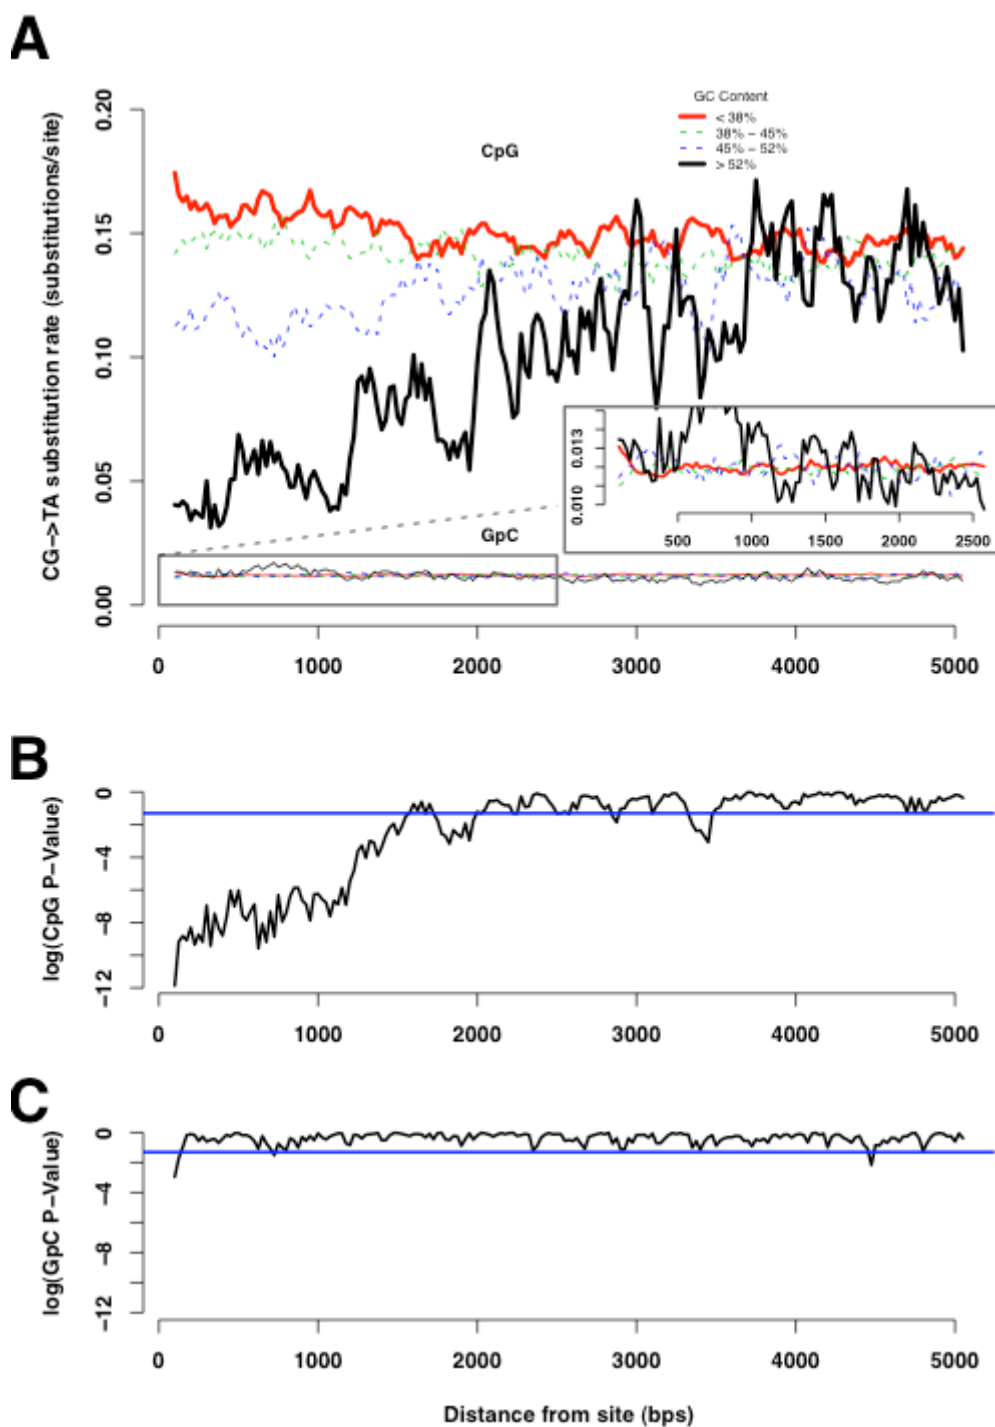 A
GC Content
< 38%
38% – 45%
45% – 52%
> 52%
CpG
CG–>TA substitution rate (substitutions/site)
0.20
0.15
0.10
0.05
0.00
GpC
0.013
0.010
500 1000 1500 2000 2500
0 1000 2000 3000 4000 5000
B
log(CpG P–Value)
0
–4
–8
–12
0 1000 2000 3000 4000 5000
C
log(GpC P–Value)
0
–4
–8
–12
0 1000 2000 3000 4000 5000
Distance from site (bps)